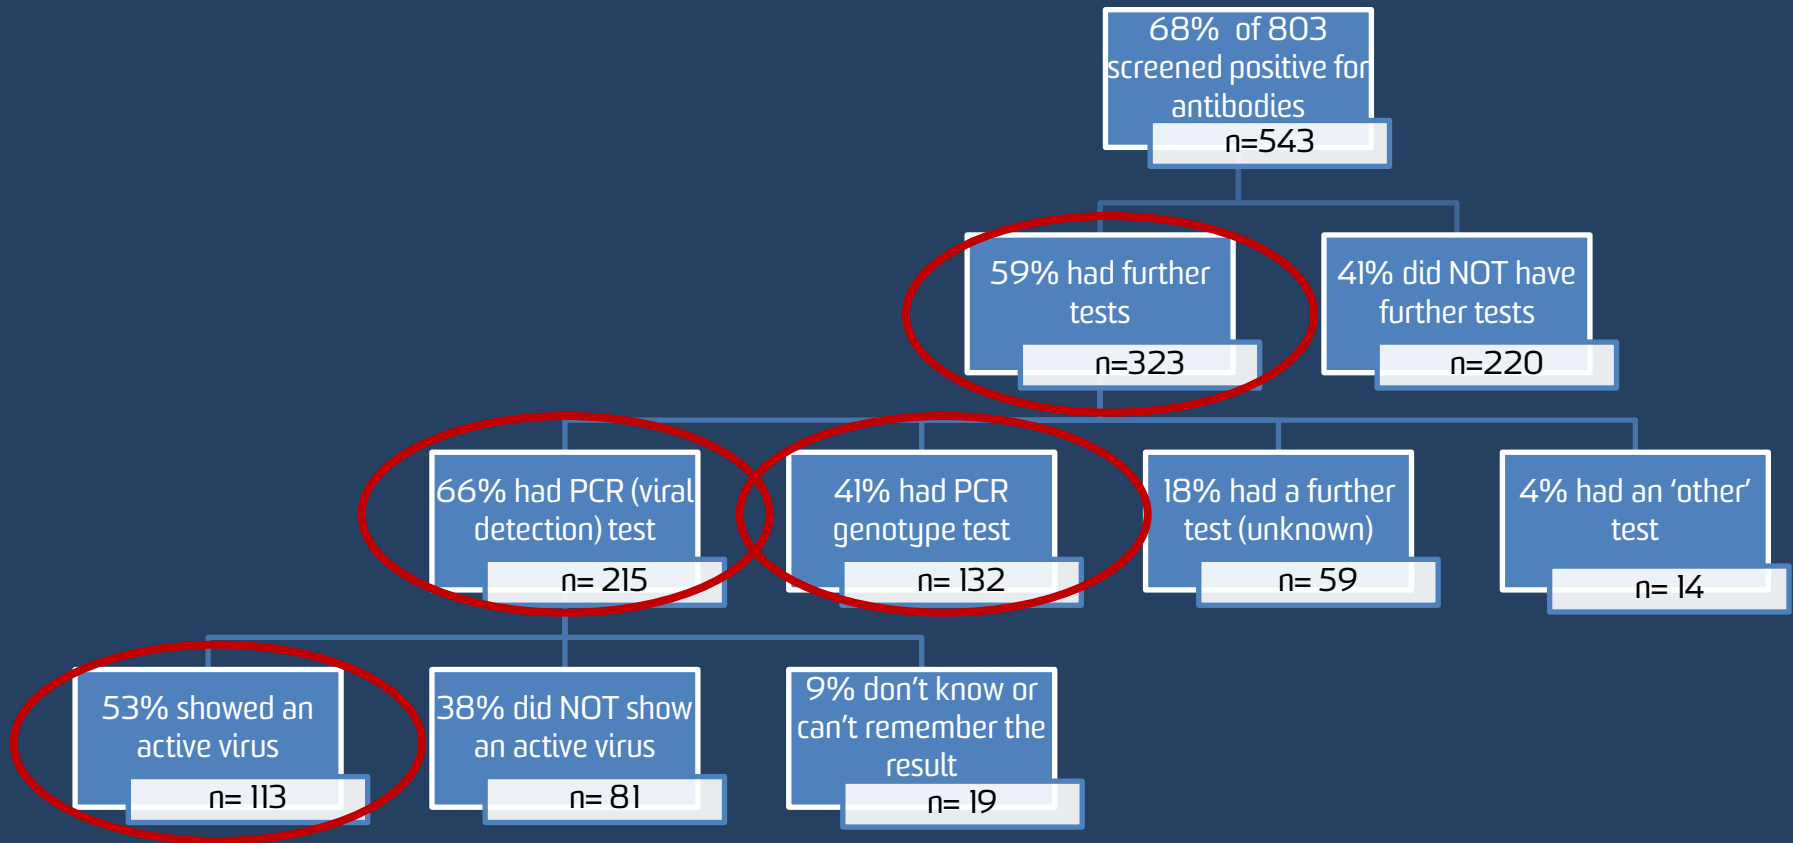 68% of 803
screened positive for
antibodies
n=543
59% had further
tests
n=323
41% did NOT have
further tests
n=220
66% had PCR (viral
detection) test
n= 215
41% had PCR
genotype test
n= 132
18% had a further
test (unknown)
n= 59
4% had an ‘other’
test
n= 14
53% showed an
active virus
n= 113
38% did NOT show
an active virus
n= 81
9% don’t know or
can’t remember the
result
n= 19